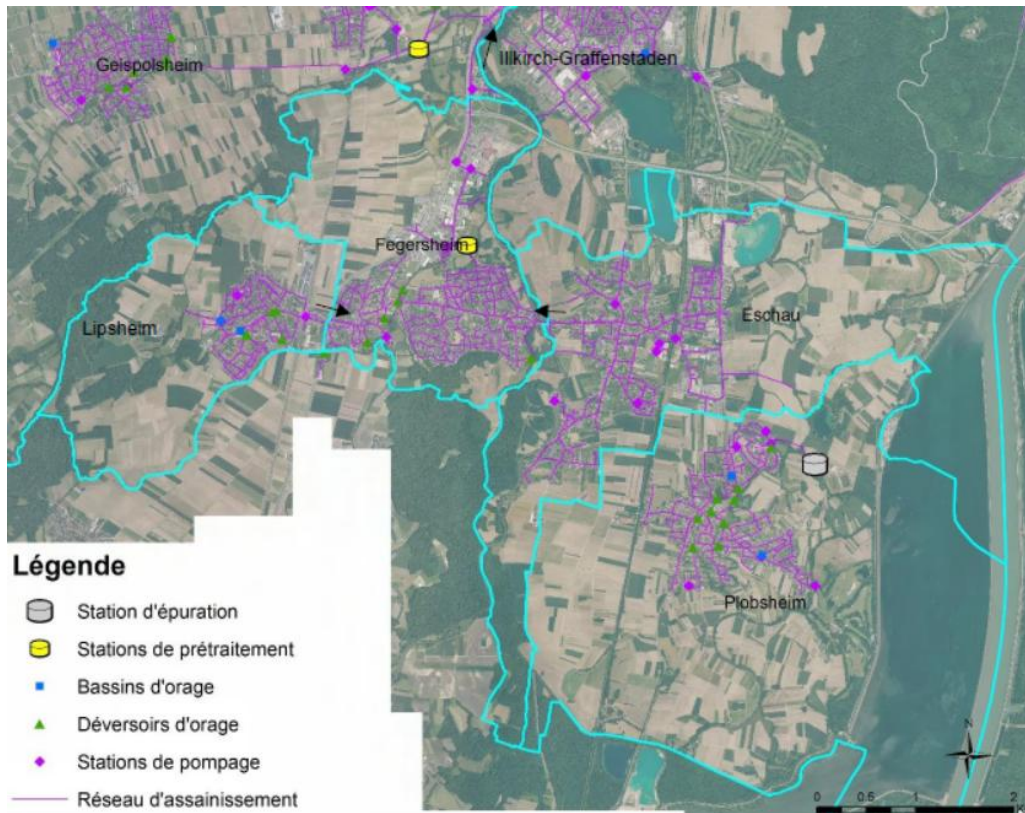 Geispolsheim
Illkirch-Graffenstaden
Fegersheim
Lipsheim
Eschau
Plobsheim
Légende
Station d'épuration
Stations de prétraitement
Bassins d'orage
Déversoirs d'orage
Stations de pompage
Réseau d'assainissement
N
0 0.5 1 2